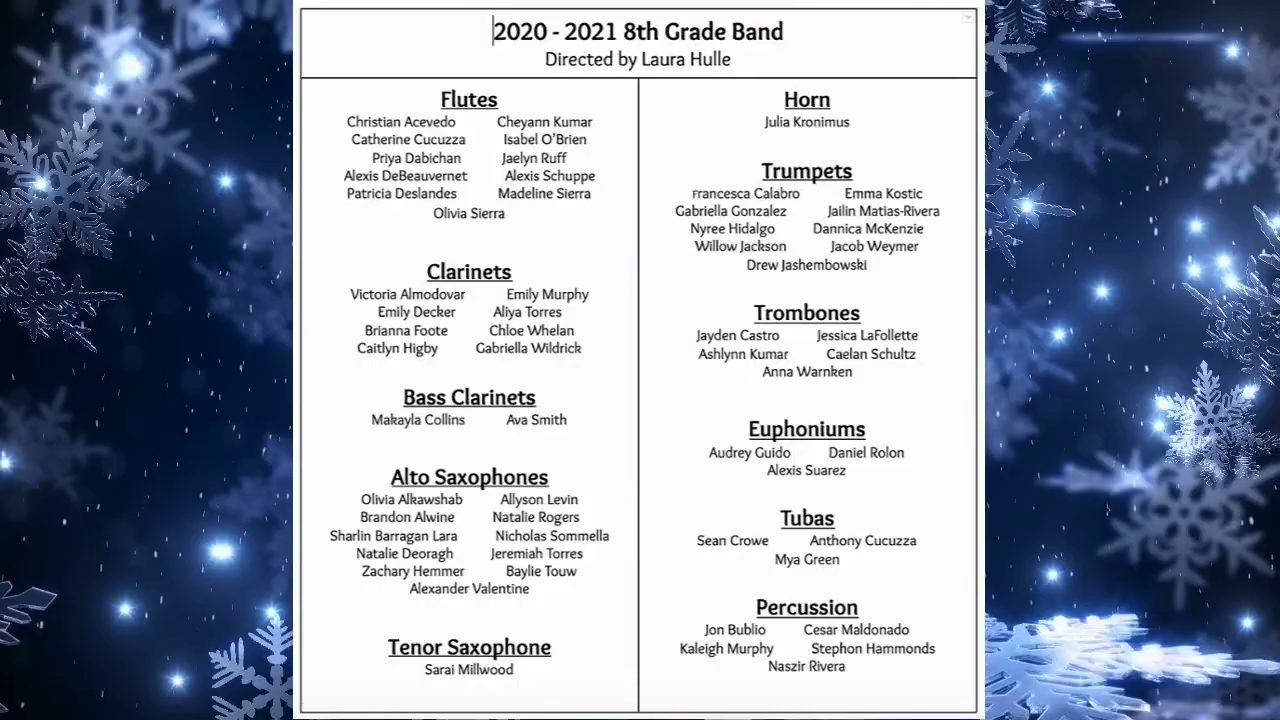 2020 - 2021 8th Grade Band
Directed by Laura Hulle
Flutes
Christian Acevedo Cheyann Kumar
Catherine Cucuzza Isabel O'Brien
Priya Dabichan Jaelyn Ruff
Alexis DeBeauvernet Alexis Schuppe
Patricia Deslandes Madeline Sierra
Olivia Sierra
Clarinets
Victoria Almodovar Emily Murphy
Emily Decker Aliya Torres
Brianna Foote Chloe Whelan
Caitlyn Higby Gabriella Wildrick
Bass Clarinets
Makayla Collins Ava Smith
Alto Saxophones
Olivia Alkawshab Allyson Levin
Brandon Alwine Natalie Rogers
Sharlin Barragan Lara Nicholas Sommella
Natalie Deoragh Jeremiah Torres
Zachary Hemmer Baylie Touw
Alexander Valentine
Tenor Saxophone
Sarai Millwood
Horn
Julia Kronimus
Trumpets
Francesca Calabro Emma Kostic
Gabriella Gonzalez Jailin Matias-Rivera
Nyree Hidalgo Dannica McKenzie
Willow Jackson Jacob Weymer
Drew Jashembowski
Trombones
Jayden Castro Jessica LaFollette
Ashlynn Kumar Caelan Schultz
Anna Warnken
Euphoniums
Audrey Guido Daniel Rolon
Alexis Suarez
Tubas
Sean Crowe Anthony Cucuzza
Mya Green
Percussion
Jon Bublio Cesar Maldonado
Kaleigh Murphy Stephon Hammonds
Naszir Rivera